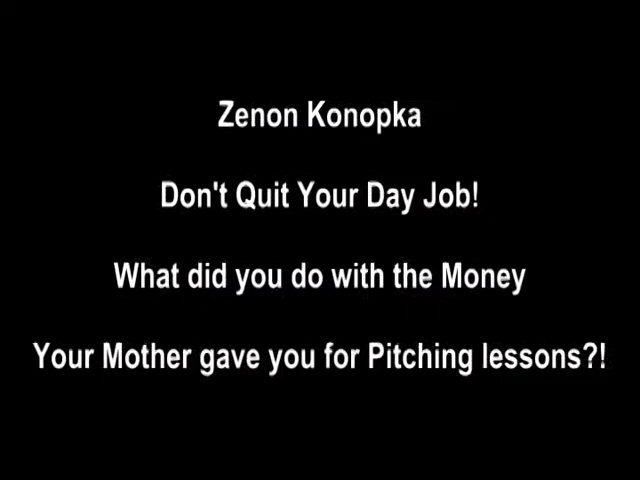 Zenon Konopka
Don't Quit Your Day Job!
What did you do with the Money
Your Mother gave you for Pitching lessons?!